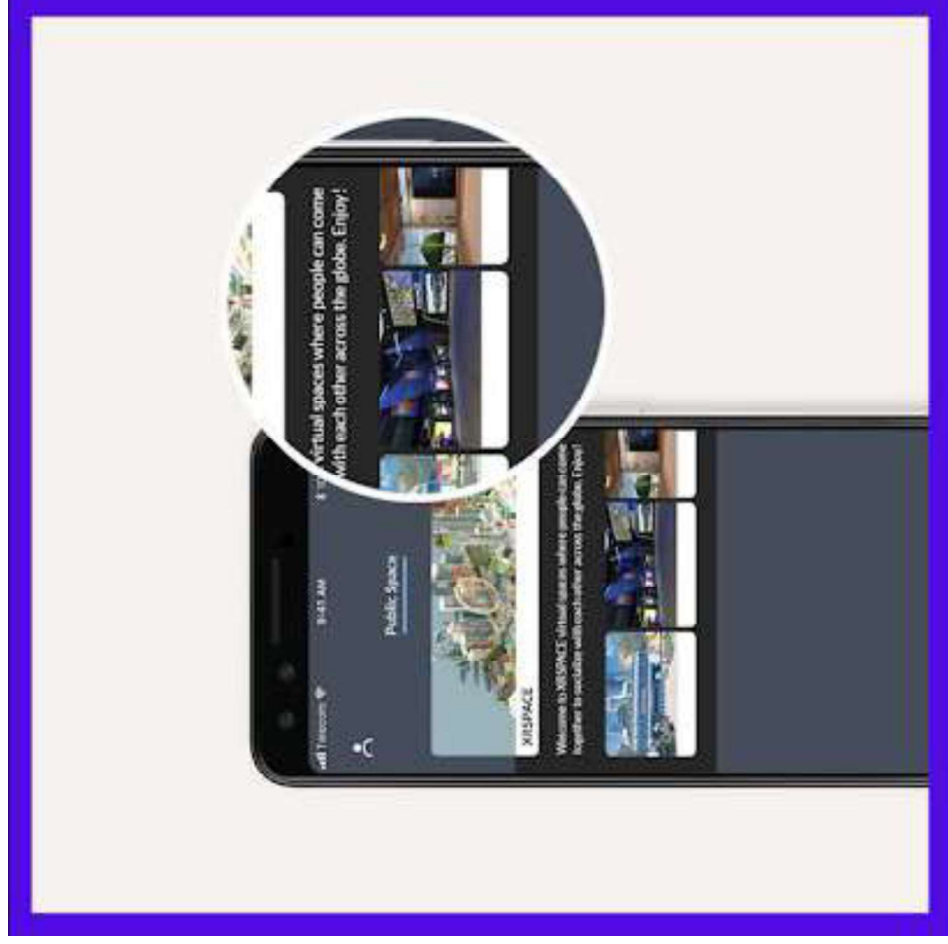 Telecom
9:41 AM
Public Space
XRSPACE
Welcome to XRSPACE virtual spaces where people can come
together to socialize with each other across the globe. Enjoy!
virtual spaces where people can come
with each other across the globe. Enjoy!